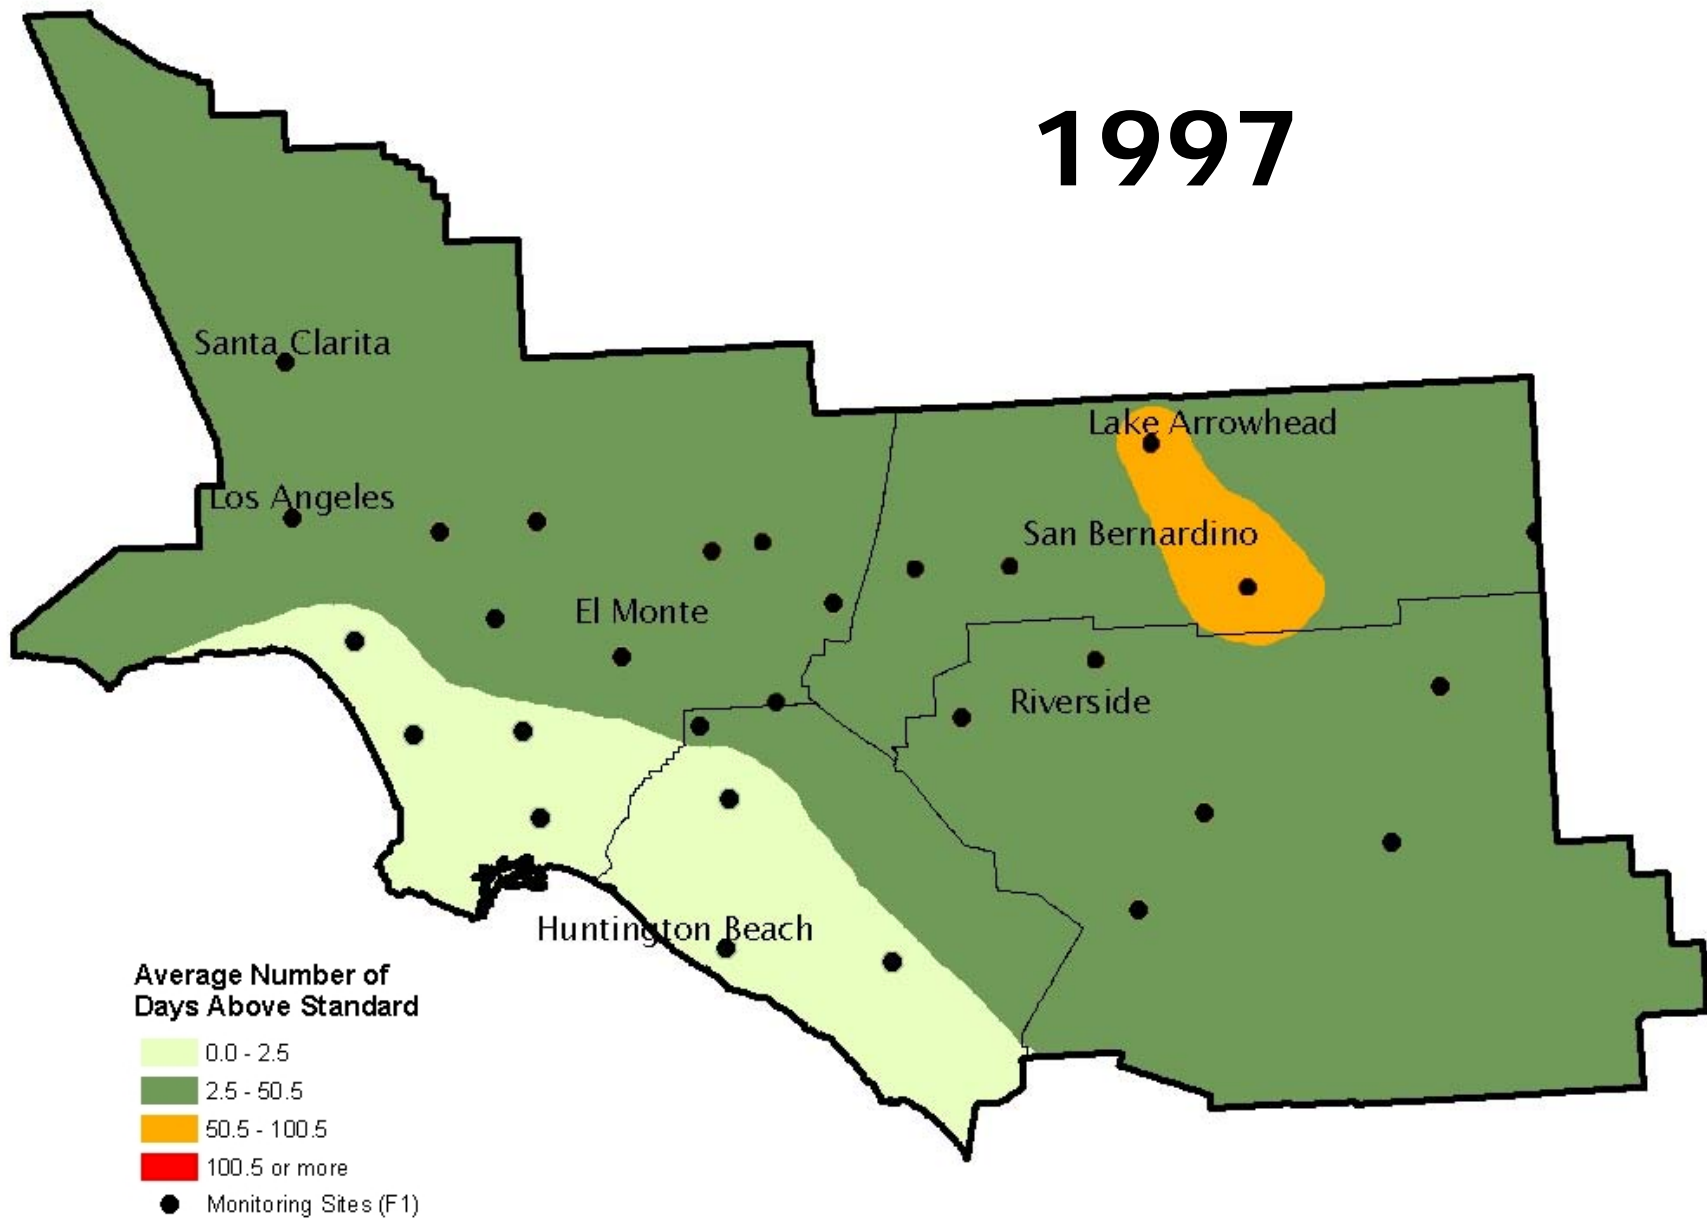 1997
Santa Clarita
Lake Arrowhead
Los Angeles
San Bernardino
El Monte
Riverside
Huntington Beach
Average Number of
Days Above Standard
0.0 - 2.5
2.5 - 50.5
50.5 - 100.5
100.5 or more
Monitoring Sites (F1)